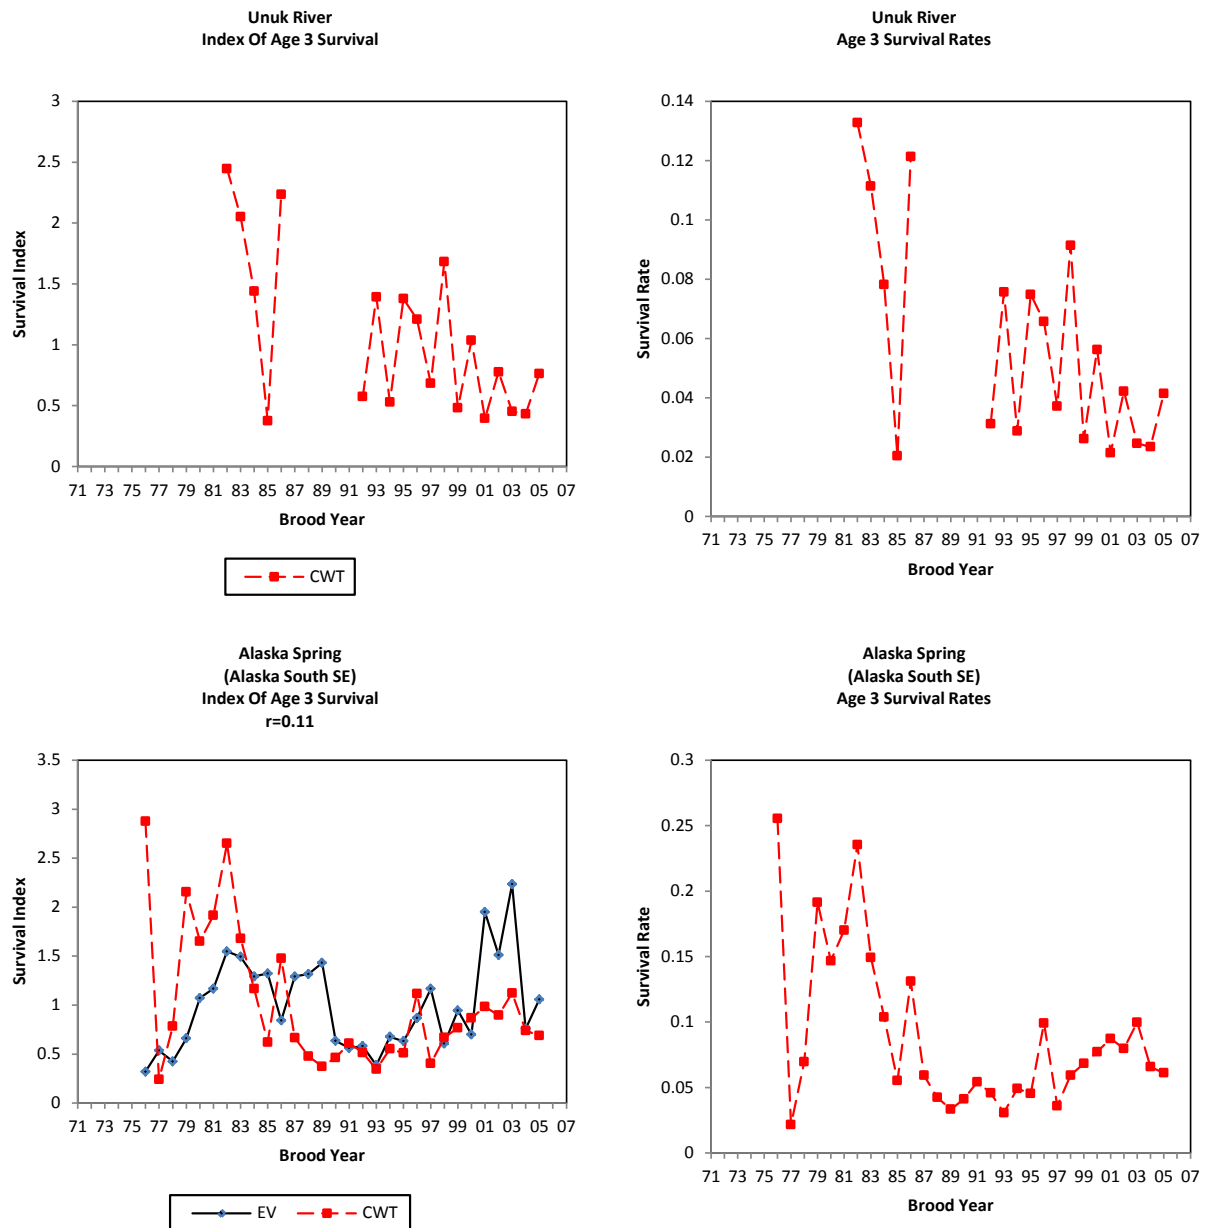 Unuk River
Index Of Age 3 Survival
3
2.5
2
1.5
1
0.5
0
Survival Index
71 73 75 77 79 81 83 85 87 89 91 93 95 97 99 01 03 05 07
Brood Year
CWT
Unuk River
Age 3 Survival Rates
0.14
0.12
0.1
0.08
0.06
0.04
0.02
0
Survival Rate
71 73 75 77 79 81 83 85 87 89 91 93 95 97 99 01 03 05 07
Brood Year
Alaska Spring
(Alaska South SE)
Index Of Age 3 Survival
r=0.11
3.5
3
2.5
2
1.5
1
0.5
0
Survival Index
71 73 75 77 79 81 83 85 87 89 91 93 95 97 99 01 03 05 07
Brood Year
EV CWT
Alaska Spring
(Alaska South SE)
Age 3 Survival Rates
0.3
0.25
0.2
0.15
0.1
0.05
0
Survival Rate
71 73 75 77 79 81 83 85 87 89 91 93 95 97 99 01 03 05 07
Brood Year